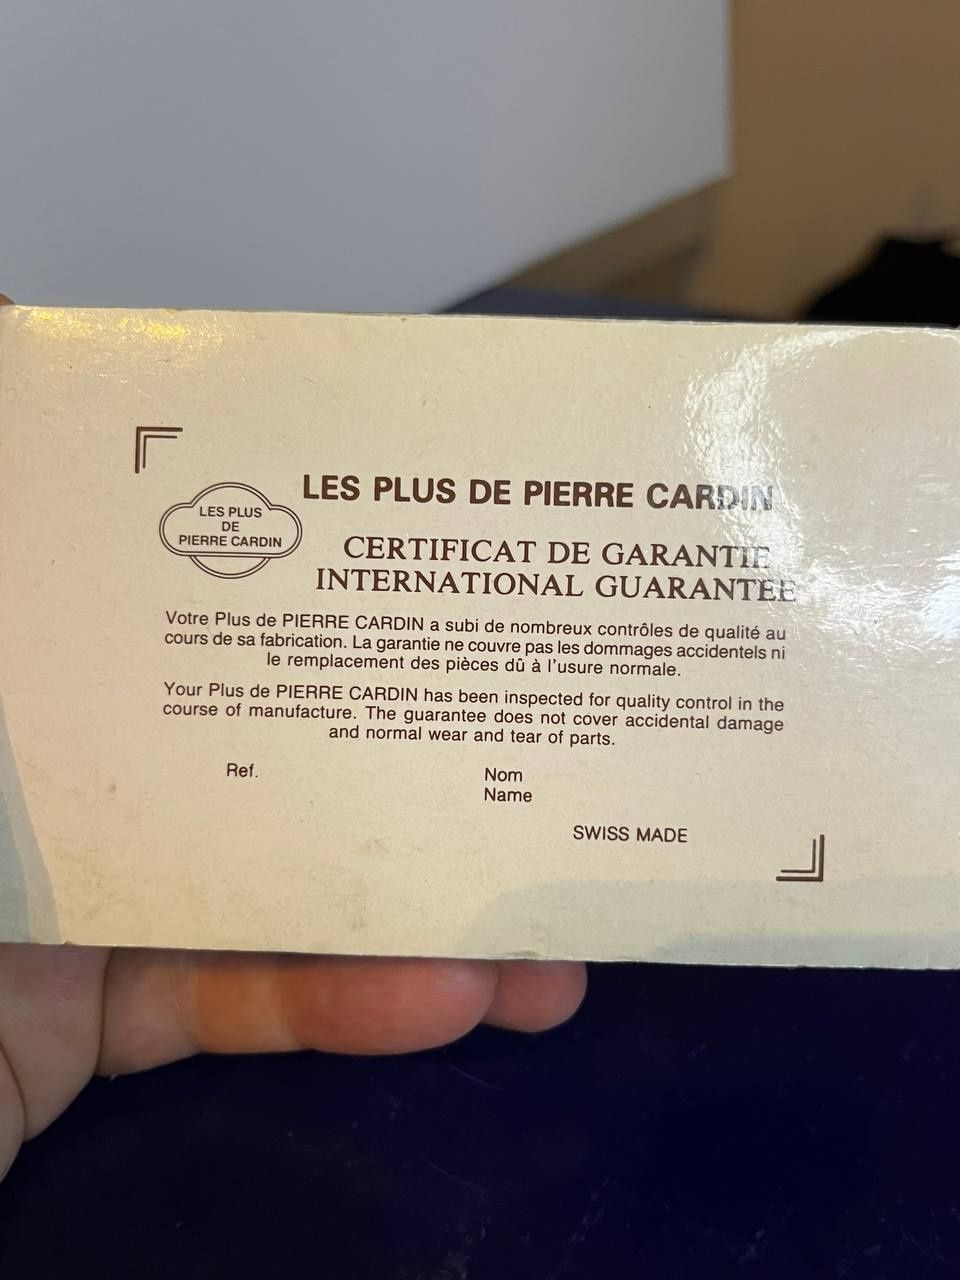 LES PLUS
DE
PIERRE CARDIN
LES PLUS DE PIERRE CARDIN
CERTIFICAT DE GARANTIE
INTERNATIONAL GUARANTEE
Votre Plus de PIERRE CARDIN a subi de nombreux contrôles de qualité au
cours de sa fabrication. La garantie ne couvre pas les dommages accidentels ni
le remplacement des pièces dû à l'usure normale.
Your Plus de PIERRE CARDIN has been inspected for quality control in the
course of manufacture. The guarantee does not cover accidental damage
and normal wear and tear of parts.
Ref.
Nom
Name
SWISS MADE